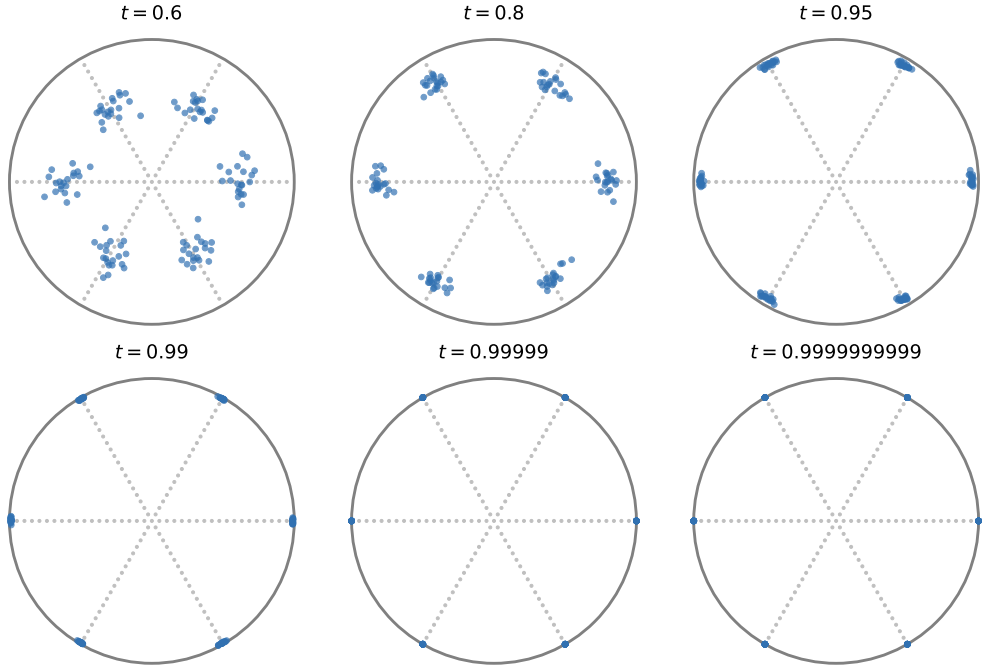 t = 0.6
t = 0.8
t = 0.95
t = 0.99
t = 0.99999
t = 0.9999999999